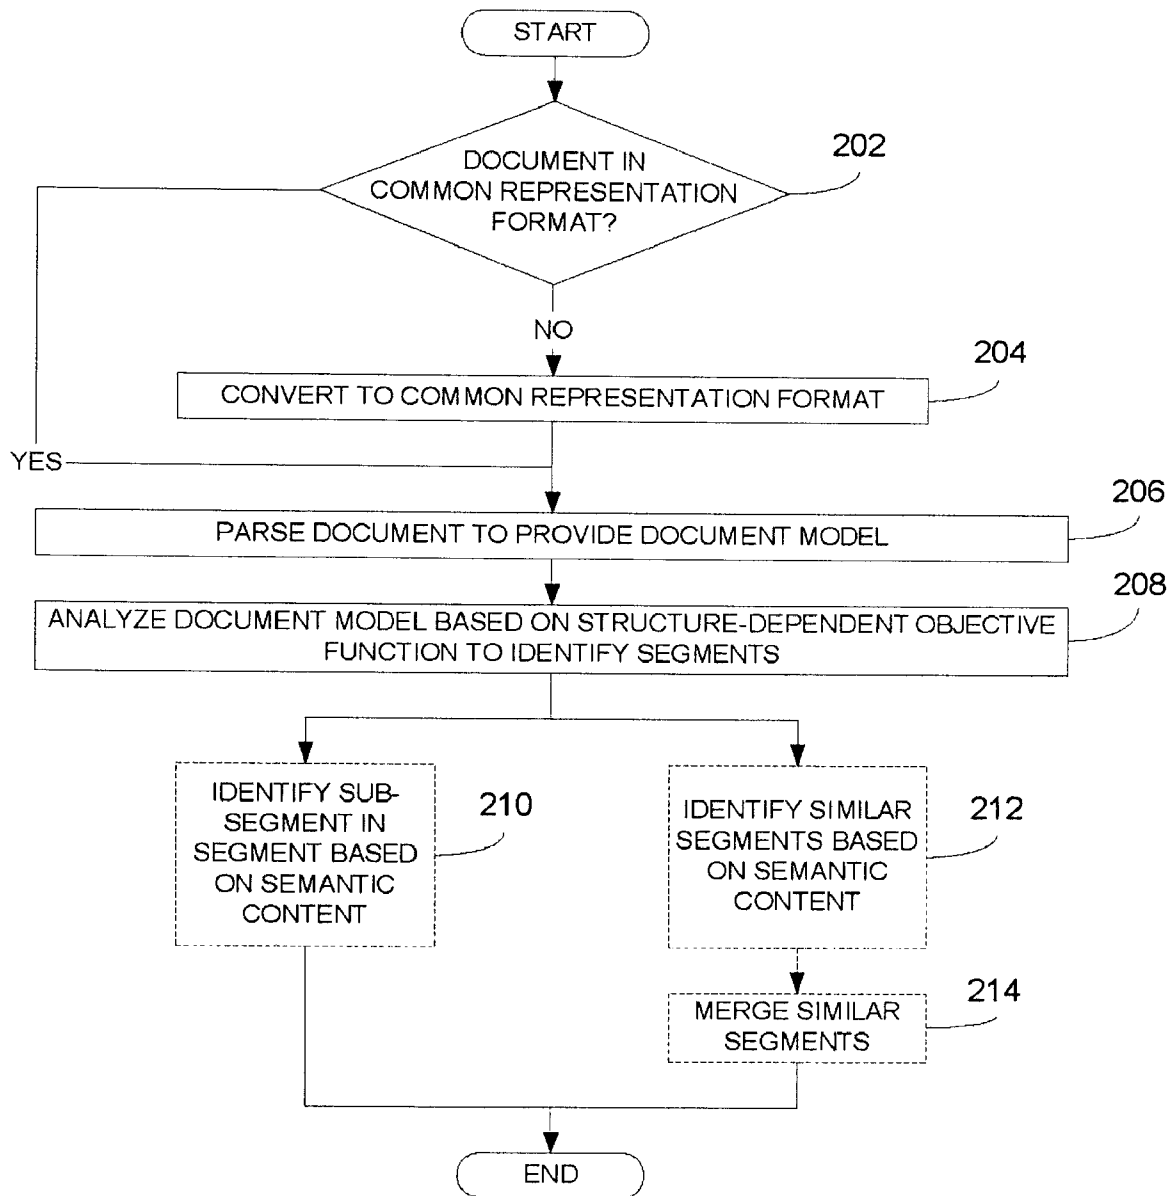 START
DOCUMENT IN
COMMON REPRESENTATION
FORMAT?
202
NO
204
CONVERT TO COMMON REPRESENTATION FORMAT
YES
206
PARSE DOCUMENT TO PROVIDE DOCUMENT MODEL
208
ANALYZE DOCUMENT MODEL BASED ON STRUCTURE-DEPENDENT OBJECTIVE
FUNCTION TO IDENTIFY SEGMENTS
IDENTIFY SUB-
SEGMENT IN
SEGMENT BASED
ON SEMANTIC
CONTENT
210
IDENTIFY SIMILAR
SEGMENTS BASED
ON SEMANTIC
CONTENT
212
MERGE SIMILAR
SEGMENTS
214
END